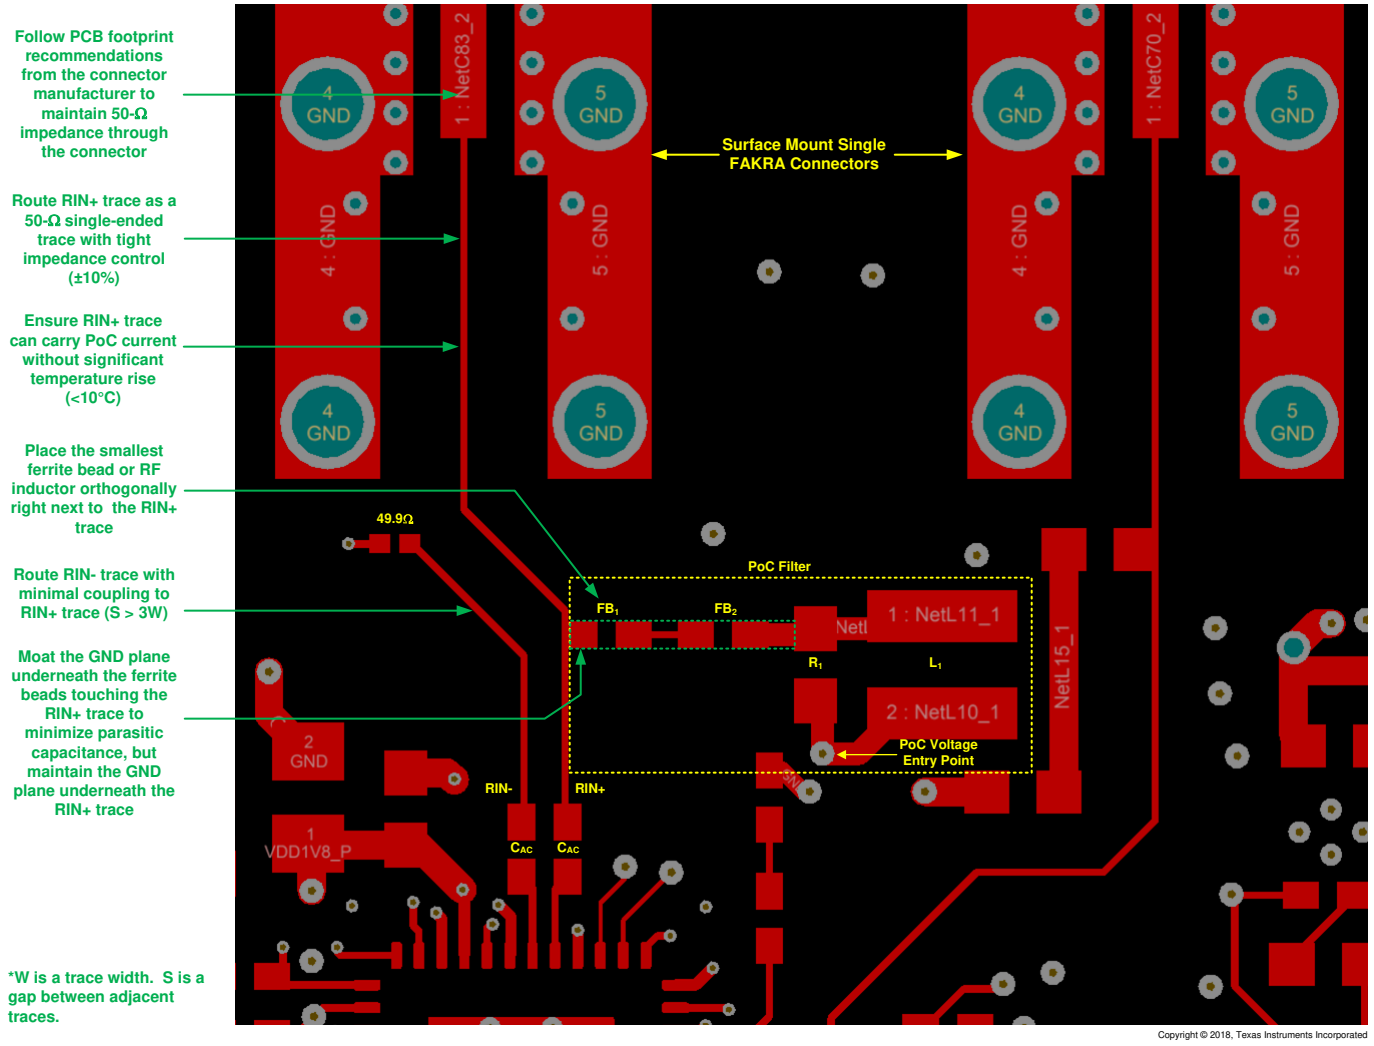 Follow PCB footprint
recommendations
from the connector
manufacturer to
maintain 50-Ω
impedance through
the connector
Route RIN+ trace as a
50-Ω single-ended
trace with tight
impedance control
(±10%)
Ensure RIN+ trace
can carry PoC current
without significant
temperature rise
(<10°C)
Place the smallest
ferrite bead or RF
inductor orthogonally
right next to the RIN+
trace
Route RIN- trace with
minimal coupling to
RIN+ trace (S > 3W)
Moat the GND plane
underneath the ferrite
beads touching the
RIN+ trace to
minimize parasitic
capacitance, but
maintain the GND
plane underneath the
RIN+ trace
*W is a trace width. S is a
gap between adjacent
traces.
4
GND
1 : NetC83_2
5
GND
4
GND
1 : NetC70_2
5
GND
Surface Mount Single
FAKRA Connectors
4 : GND
5 : GND
4 : GND
5 : GND
4
GND
5
GND
4
GND
5
GND
49.9Ω
PoC Filter
FB1
FB2
NetL
1 : NetL11_1
R1
L1
NetL15_1
2 : NetL10_1
PoC Voltage
Entry Point
2
GND
RIN-
RIN+
1
VDD1V8_P
CAC
CAC
Copyright © 2018, Texas Instruments Incorporated